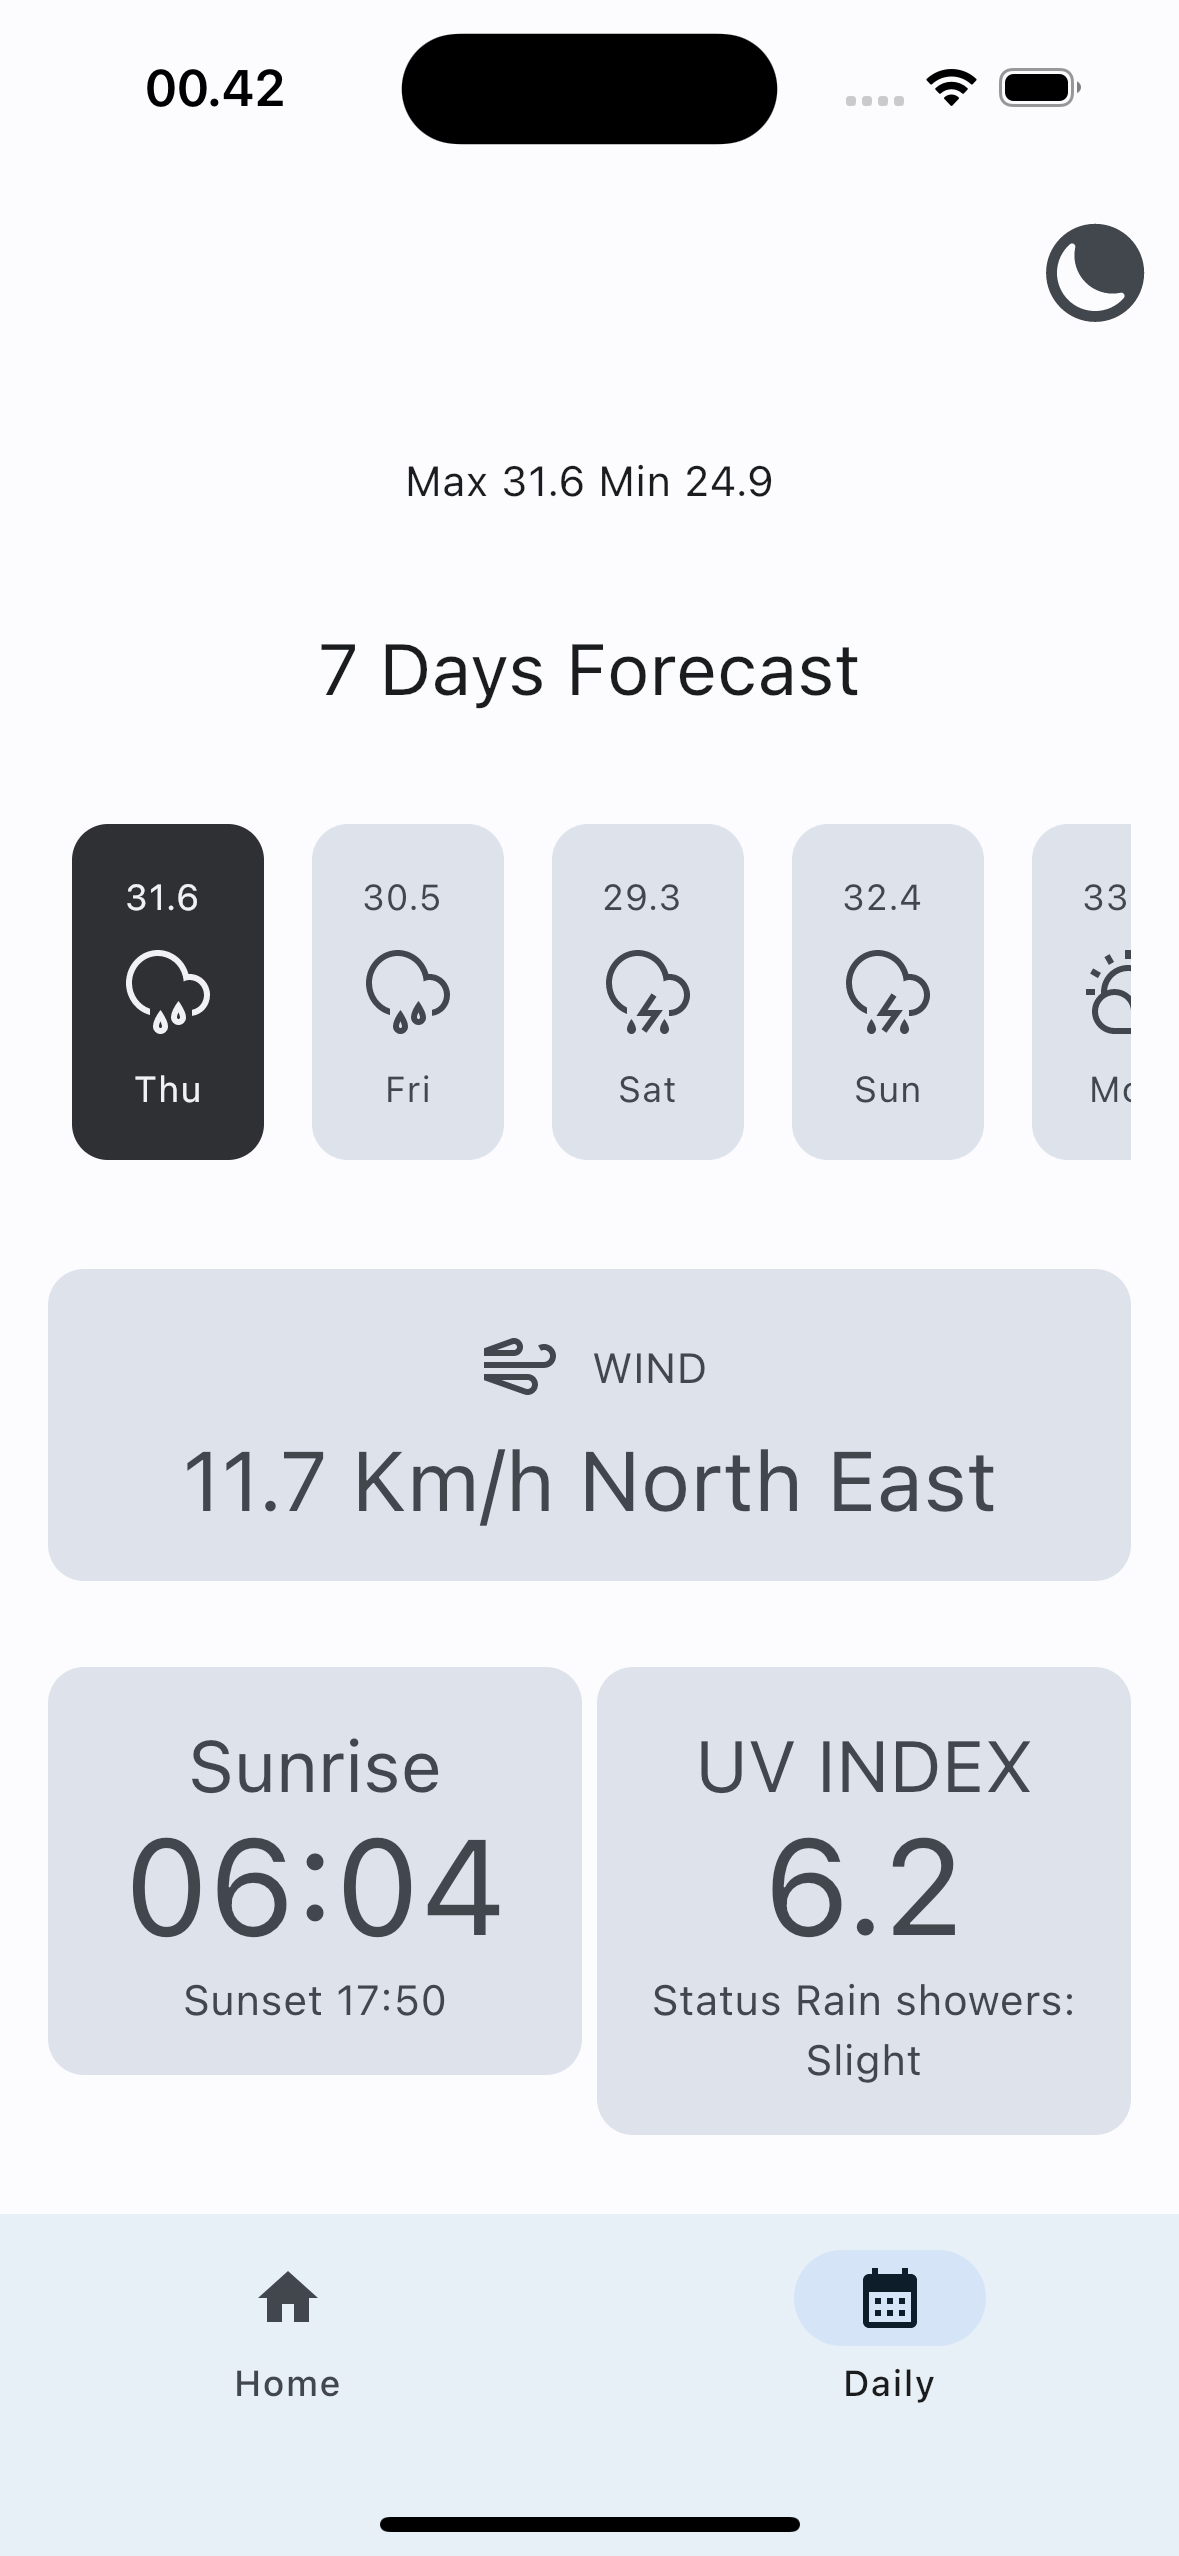 00.42
Max 31.6 Min 24.9
7 Days Forecast
31.6
Thu
30.5
Fri
29.3
Sat
32.4
Sun
33
WIND
11.7 Km/h North East
Sunrise
06:04
Sunset 17:50
UV INDEX
6.2
Status Rain showers:
Slight
Home
Daily